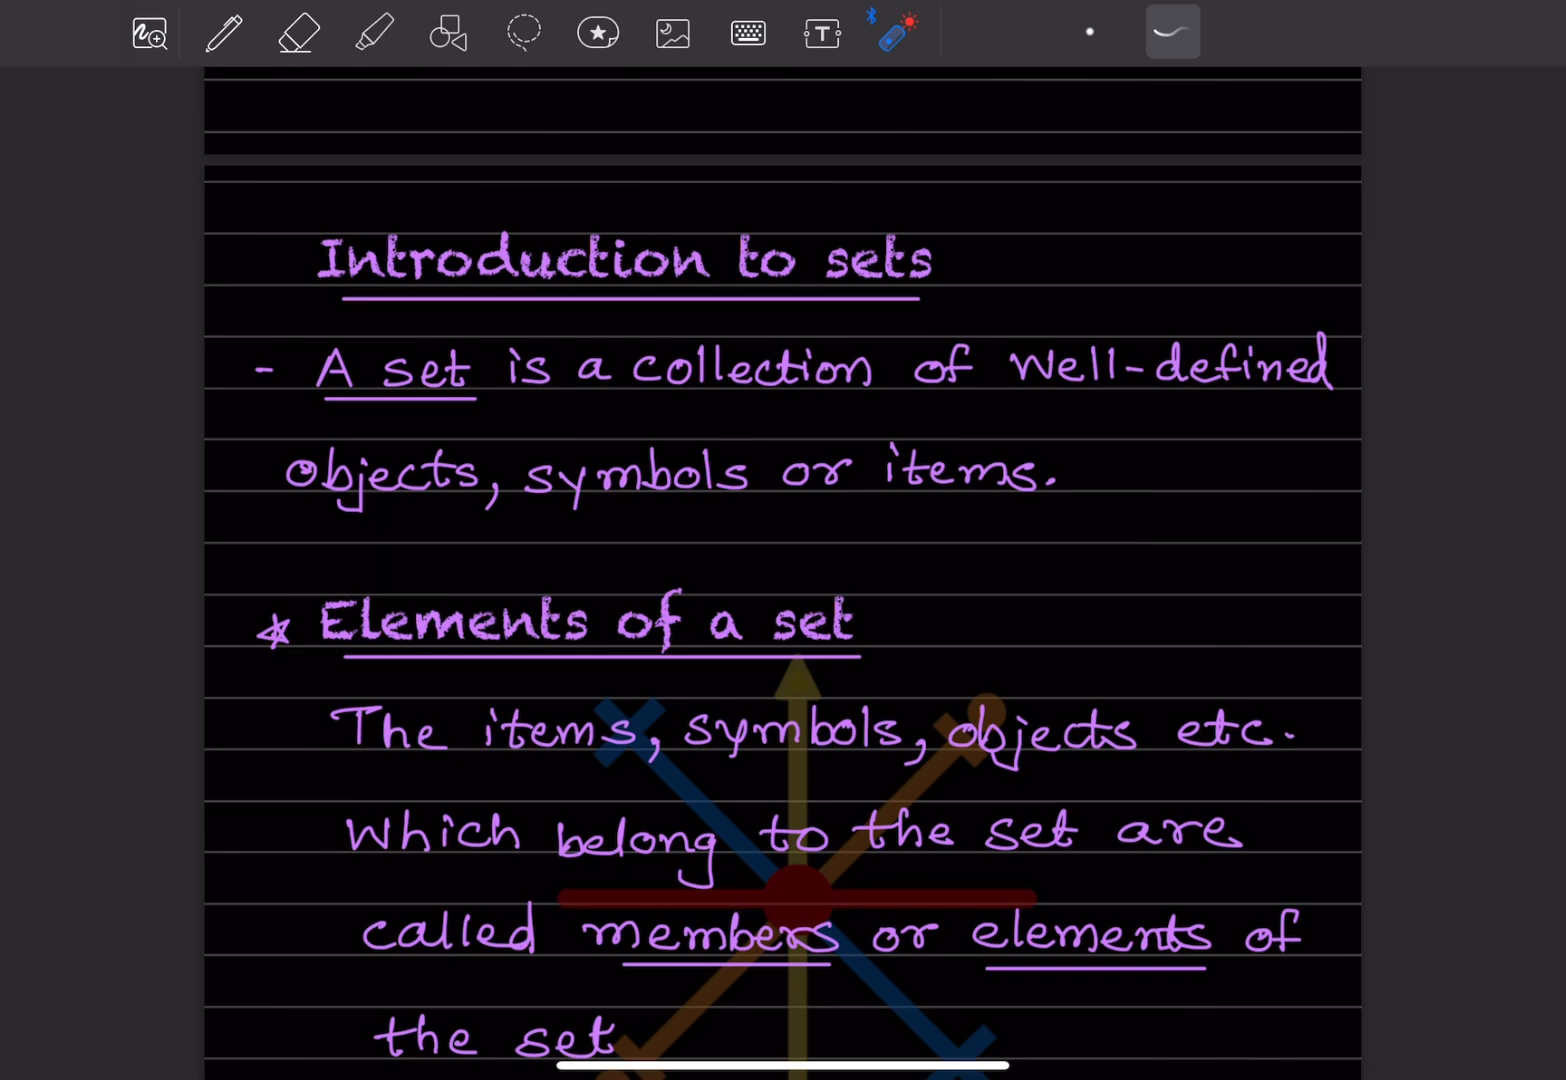 Introduction to sets
- A set is a collection of well-defined
objects, symbols or items.
* Elements of a set
The items, symbols, objects etc.
which belong to the set are
called members or elements of
the set